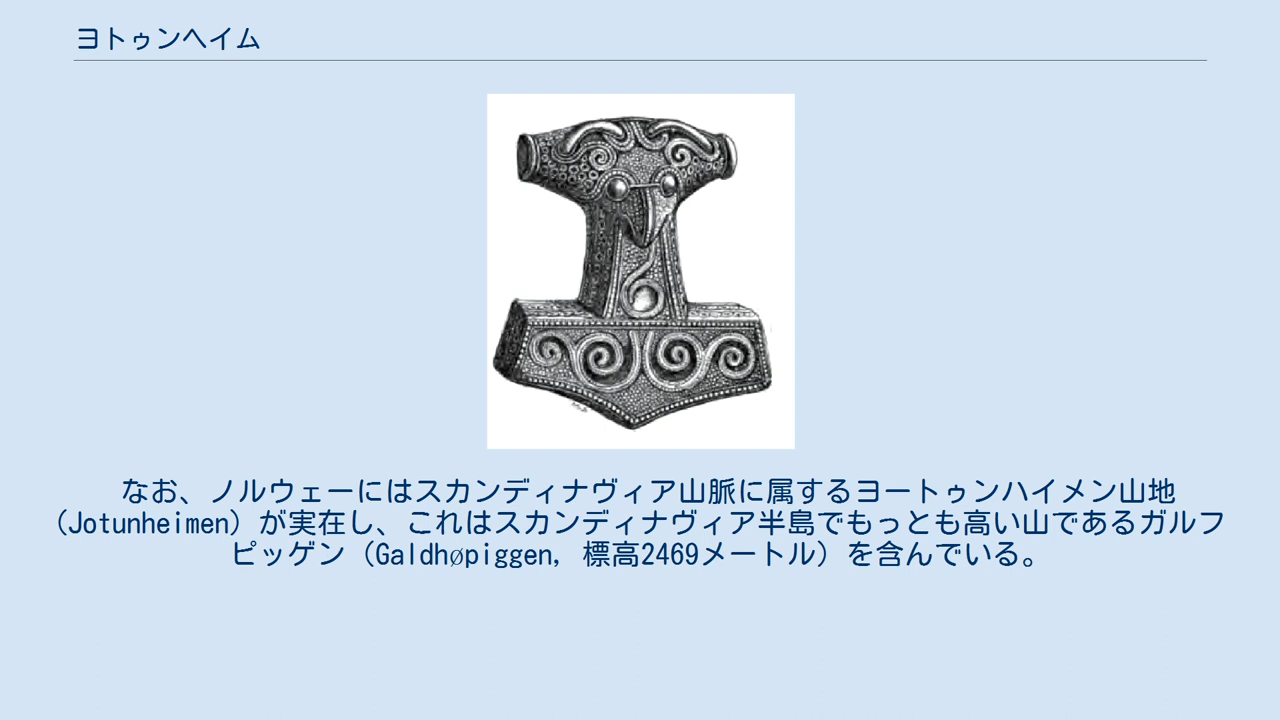 ヨトゥンヘイム
なお、ノルウェーにはスカンディナヴィア山脈に属するヨートゥンハイメン山地
（Jotunheimen）が実在し、これはスカンディナヴィア半島でもっとも高い山であるガルフ
ピッゲン（Galdhøpiggen, 標高2469メートル）を含んでいる。